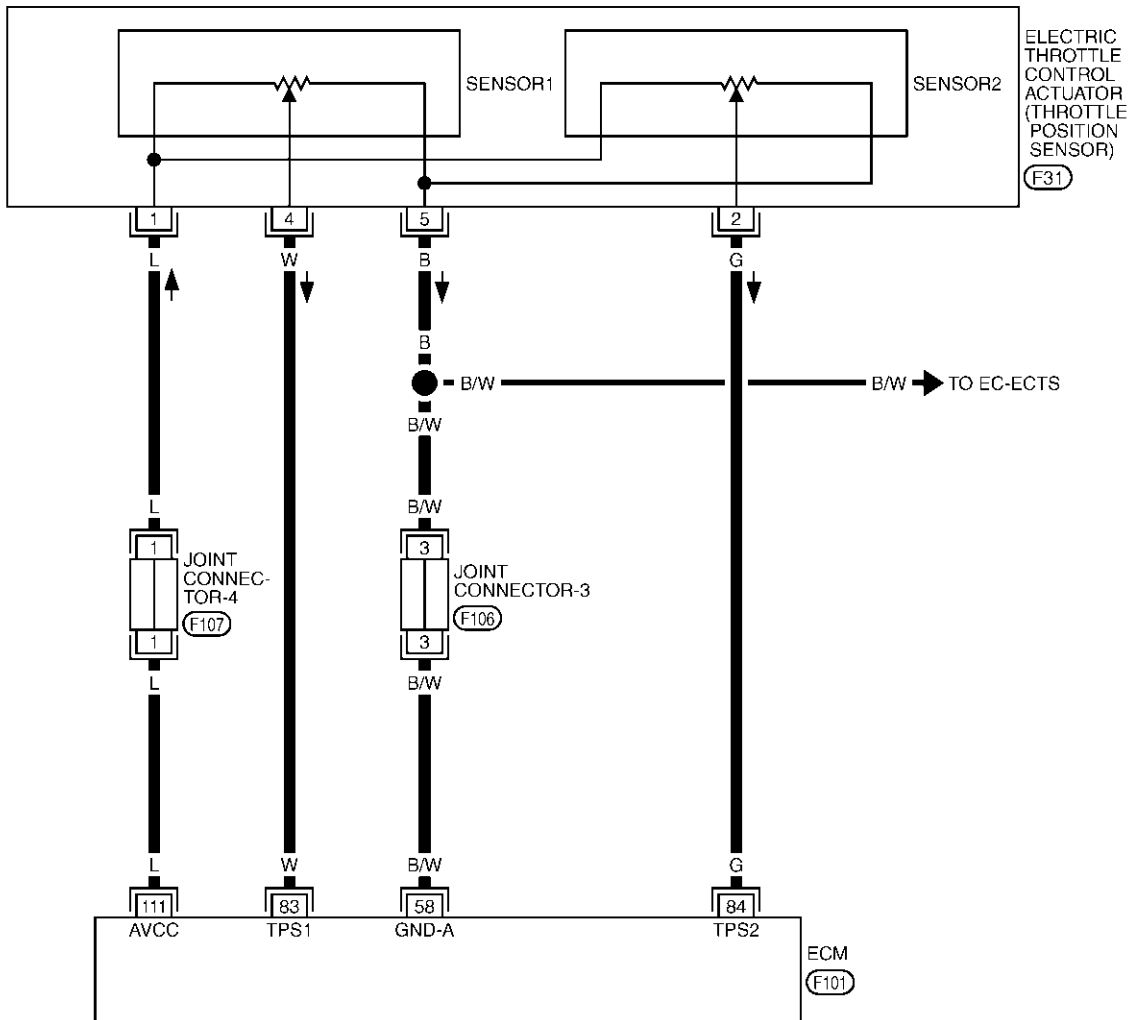 ELECTRIC
THROTTLE
CONTROL
ACTUATOR
(THROTTLE
POSITION
SENSOR)
F31
SENSOR1
SENSOR2
1
4
5
2
L
W
B
G
B
B/W
B/W
TO EC-ECTS
B/W
L
B/W
1
3
JOINT
CONNEC-
TOR-4
F107
JOINT
CONNECTOR-3
F106
1
3
L
B/W
L
W
B/W
G
111
83
58
84
AVCC
TPS1
GND-A
TPS2
ECM
F101